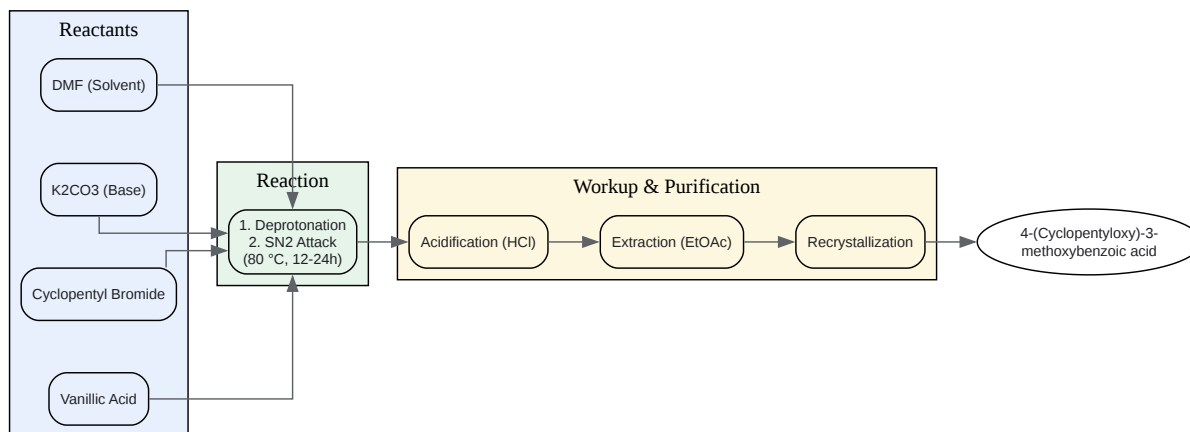 Reactants
DMF (Solvent)
K2CO3 (Base)
Cyclopentyl Bromide
Vanillic Acid
Reaction
1. Deprotonation
2. SN2 Attack
(80 °C, 12-24h)
Workup & Purification
Acidification (HCl)
Extraction (EtOAc)
Recrystallization
4-(Cyclopentyloxy)-3-
methoxybenzoic acid